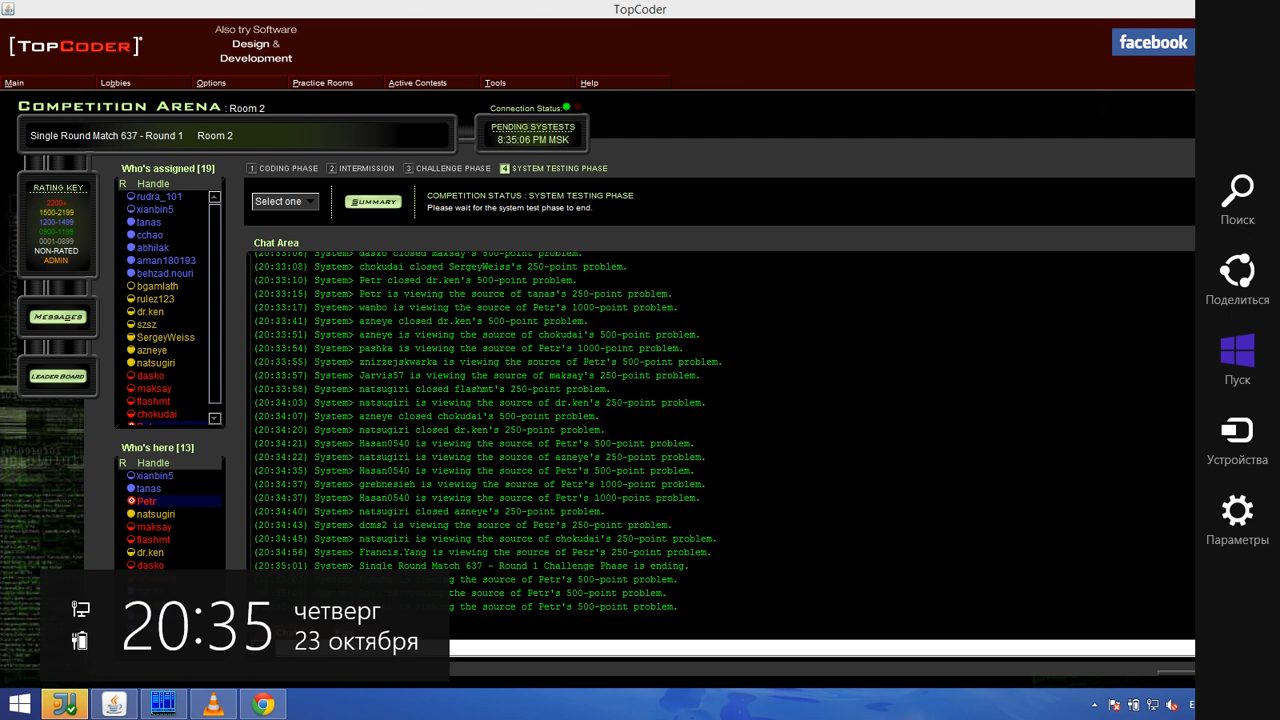 TopCoder
[TOPCODER]
Also try Software
Design &
Development
facebook
Main Lobbies Options Practice Rooms Active Contests Tools Help
COMPETITION ARENA : Room 2
Connection Status:
Single Round Match 637 - Round 1 Room 2
PENDING SYSTESTS
8:35:06 PM MSK
RATING KEY
2200+
1500-2199
1200-1499
0900-1199
0001-0899
NON-RATED
ADMIN
MESSAGES
LEADER BOARD
Who's assigned [19]
R Handle
rudra_101
xianbin5
tanas
cchao
abhilak
aman180193
behzad.nouri
bgamlath
rulez123
dr.ken
szsz
SergeyWeiss
azneye
natsugiri
dasko
maksay
flashmt
chokudai
Who's here [13]
R Handle
xianbin5
tanas
Petr
natsugiri
maksay
flashmt
dr.ken
dasko
1 CODING PHASE 2 INTERMISSION 3 CHALLENGE PHASE 4 SYSTEM TESTING PHASE
Select one
SUMMARY
COMPETITION STATUS : SYSTEM TESTING PHASE
Please wait for the system test phase to end.
Chat Area
(20:33:06) System> dasko closed maksay's 250-point problem.
(20:33:08) System> chokudai closed SergeyWeiss's 250-point problem.
(20:33:10) System> Petr closed dr.ken's 500-point problem.
(20:33:15) System> Petr is viewing the source of tanas's 250-point problem.
(20:33:17) System> wanbo is viewing the source of Petr's 1000-point problem.
(20:33:41) System> azneye closed dr.ken's 500-point problem.
(20:33:51) System> azneye is viewing the source of chokudai's 500-point problem.
(20:33:54) System> pashka is viewing the source of Petr's 1000-point problem.
(20:33:55) System> znirzejskwarka is viewing the source of Petr's 500-point problem.
(20:33:57) System> Jarvis57 is viewing the source of maksay's 250-point problem.
(20:33:58) System> natsugiri closed flashmt's 250-point problem.
(20:34:03) System> natsugiri is viewing the source of dr.ken's 250-point problem.
(20:34:07) System> azneye closed chokudai's 500-point problem.
(20:34:20) System> natsugiri closed dr.ken's 250-point problem.
(20:34:21) System> Hasan0540 is viewing the source of Petr's 500-point problem.
(20:34:22) System> natsugiri is viewing the source of azneye's 250-point problem.
(20:34:35) System> Hasan0540 is viewing the source of Petr's 500-point problem.
(20:34:37) System> grebnesieh is viewing the source of Petr's 1000-point problem.
(20:34:37) System> Hasan0540 is viewing the source of Petr's 1000-point problem.
(20:34:40) System> natsugiri closed azneye's 250-point problem.
(20:34:43) System> dcms2 is viewing the source of Petr's 250-point problem.
(20:34:45) System> natsugiri is viewing the source of chokudai's 250-point problem.
(20:34:56) System> Francis.Yang is viewing the source of Petr's 250-point problem.
(20:35:01) System> Single Round Match 637 - Round 1 Challenge Phase is ending.
the source of Petr's 500-point problem.
the source of Petr's 500-point problem.
the source of Petr's 500-point problem.
20:35
четверг
23 октября
Поиск
Поделиться
Пуск
Устройства
Параметры